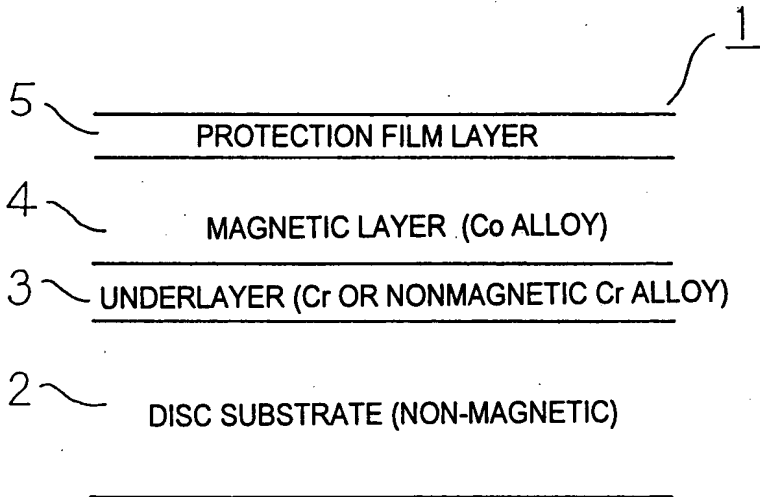 1
5 PROTECTION FILM LAYER
4 MAGNETIC LAYER (Co ALLOY)
3 UNDERLAYER (Cr OR NONMAGNETIC Cr ALLOY)
2 DISC SUBSTRATE (NON-MAGNETIC)